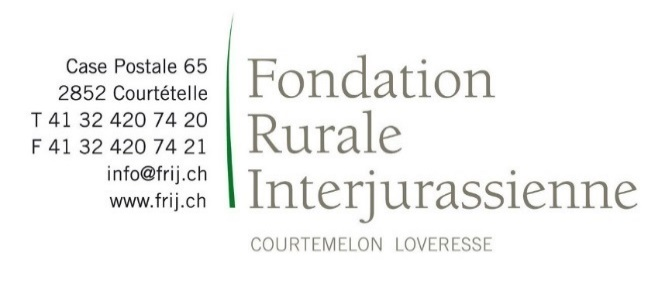 Case Postale 65
2852 Courtételle
T 41 32 420 74 20
F 41 32 420 74 21
info@frij.ch
www.frij.ch
Fondation
Rurale
Interjurassienne
COURTEMELON LOVERESSE